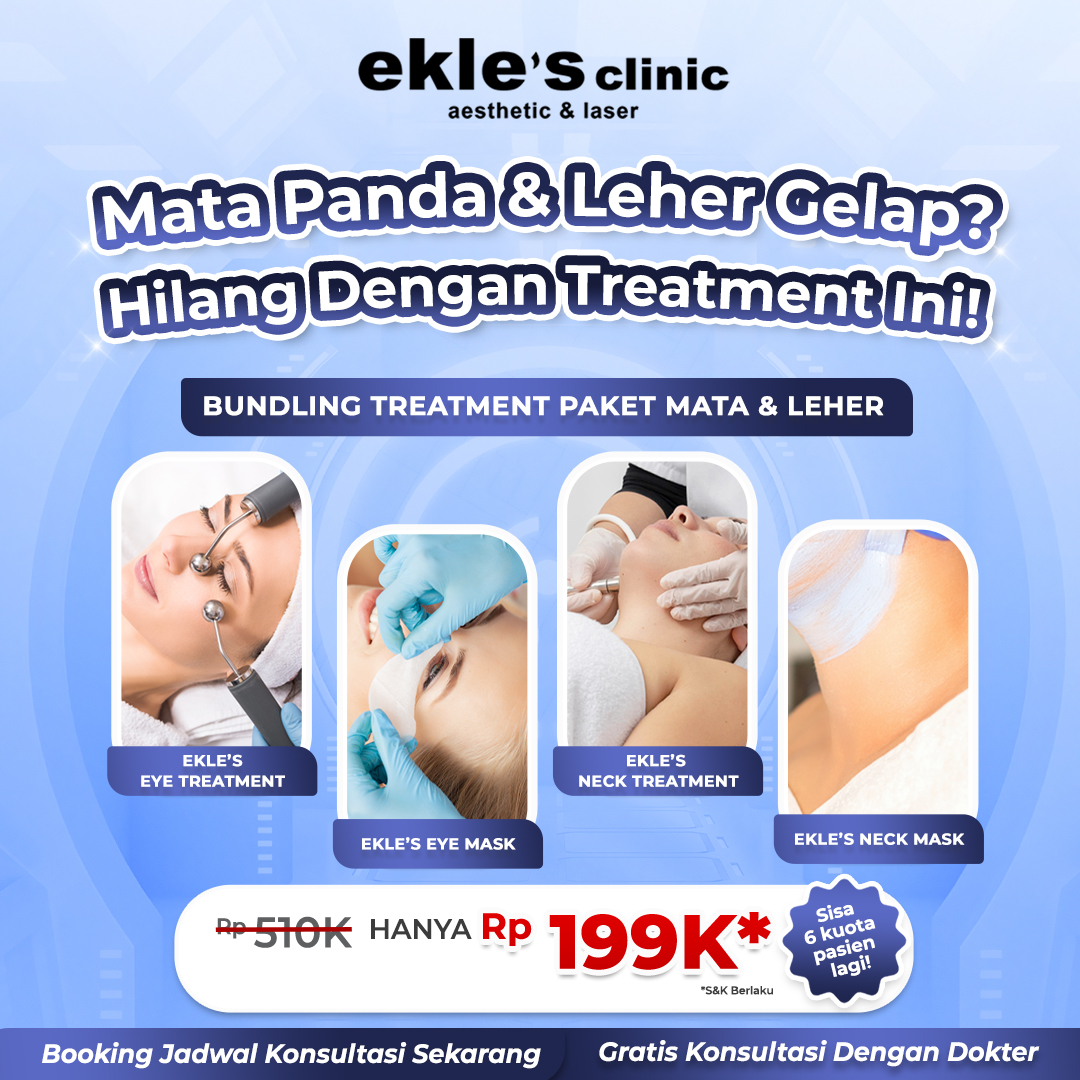 ekle's clinic
aesthetic & laser
Mata Panda & Leher Gelap?
Hilang Dengan Treatment Ini!
BUNDLING TREATMENT PAKET MATA & LEHER
EKLE'S
EYE TREATMENT
EKLE'S EYE MASK
EKLE'S
NECK TREATMENT
EKLE'S NECK MASK
Rp 510K HANYA Rp 199K*
*S&K Berlaku
Sisa
6 kuota
pasien
lagi!
Booking Jadwal Konsultasi Sekarang
Gratis Konsultasi Dengan Dokter